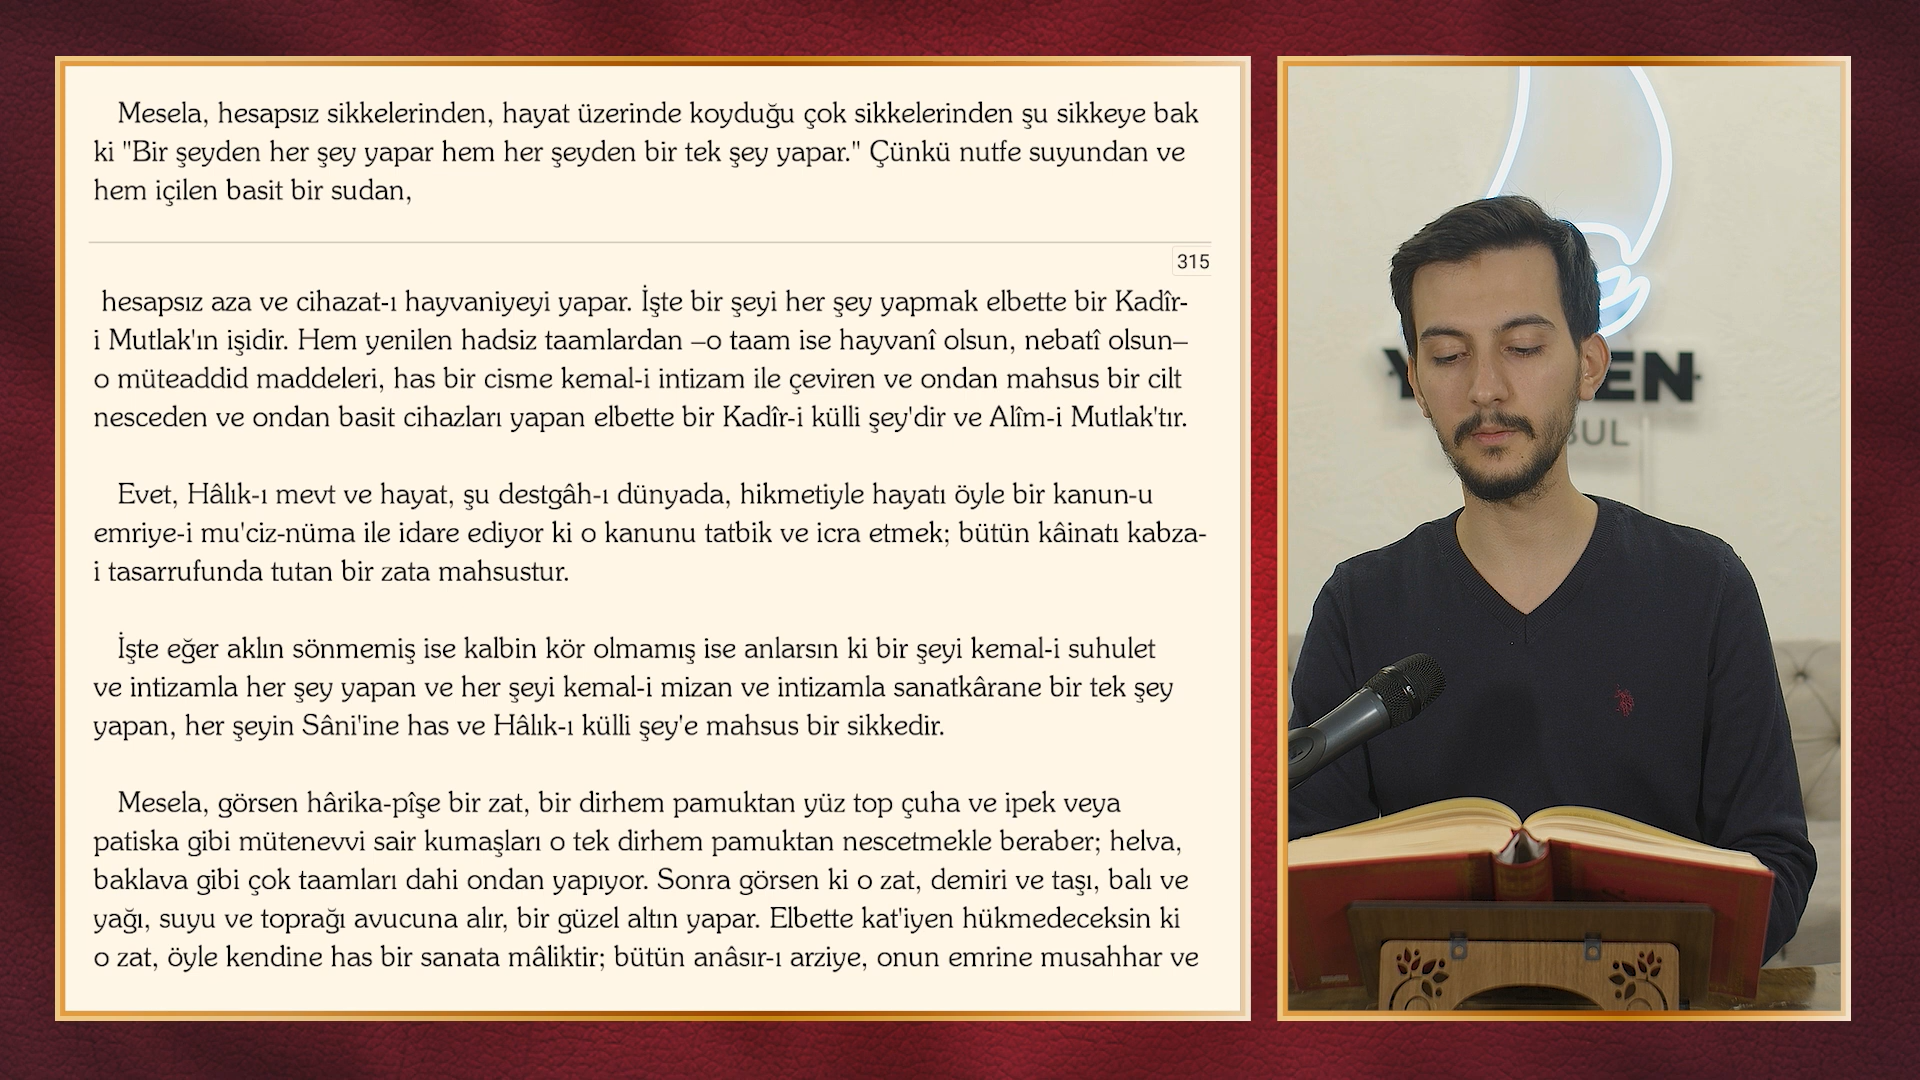 Mesela, hesapsız sikkelerinden, hayat üzerinde koyduğu çok sikkelerinden şu sikkeye bak
ki "Bir şeyden her şey yapar hem her şeyden bir tek şey yapar." Çünkü nutfe suyundan ve
hem içilen basit bir sudan,
315
hesapsız aza ve cihazat-ı hayvaniyeyi yapar. İşte bir şeyi her şey yapmak elbette bir Kadîr-
i Mutlak'ın işidir. Hem yenilen hadsiz taamlardan –o taam ise hayvanî olsun, nebatî olsun–
o müteaddid maddeleri, has bir cisme kemal-i intizam ile çeviren ve ondan mahsus bir cilt
nesceden ve ondan basit cihazları yapan elbette bir Kadîr-i külli şey'dir ve Alîm-i Mutlak'tır.
Evet, Hâlık-ı mevt ve hayat, şu destgâh-ı dünyada, hikmetiyle hayatı öyle bir kanun-u
emriye-i mu'ciz-nüma ile idare ediyor ki o kanunu tatbik ve icra etmek; bütün kâinatı kabza-
i tasarrufunda tutan bir zata mahsustur.
İşte eğer aklın sönmemiş ise kalbin kör olmamış ise anlarsın ki bir şeyi kemal-i suhulet
ve intizamla her şey yapan ve her şeyi kemal-i mizan ve intizamla sanatkârane bir tek şey
yapan, her şeyin Sâni'ine has ve Hâlık-ı külli şey'e mahsus bir sikkedir.
Mesela, görsen hârika-pîşe bir zat, bir dirhem pamuktan yüz top çuha ve ipek veya
patiska gibi mütenevvi sair kumaşları o tek dirhem pamuktan nescetmekle beraber; helva,
baklava gibi çok taamları dahi ondan yapıyor. Sonra görsen ki o zat, demiri ve taşı, balı ve
yağı, suyu ve toprağı avucuna alır, bir güzel altın yapar. Elbette kat'iyen hükmedeceksin ki
o zat, öyle kendine has bir sanata mâliktir; bütün anâsır-ı arziye, onun emrine musahhar ve